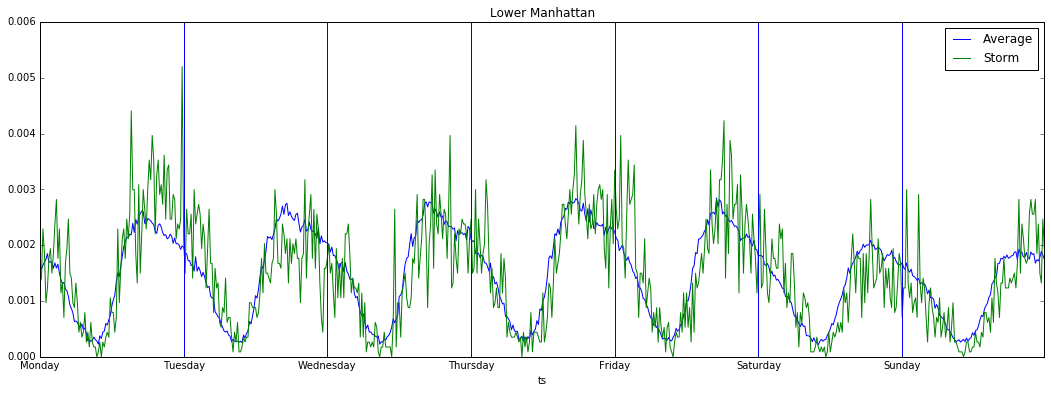 Lower Manhattan
0.006
0.005
0.004
0.003
0.002
0.001
0.000
Average
Storm
Monday
Tuesday
Wednesday
Thursday
Friday
Saturday
Sunday
ts